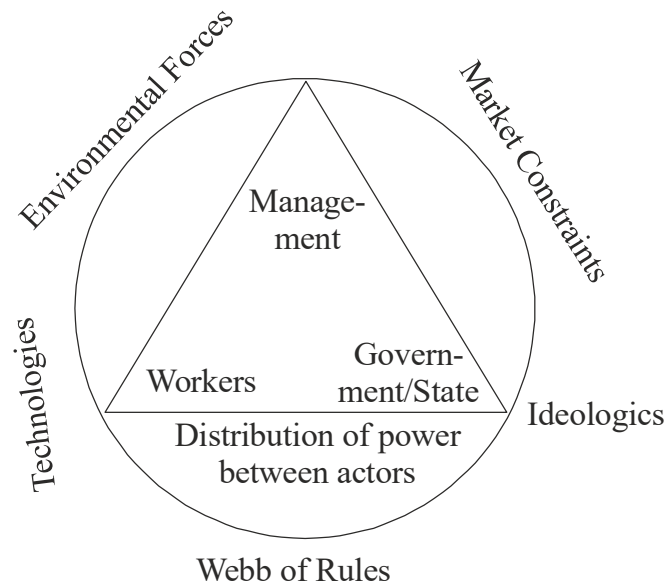 Environmental Forces
Market Constraints
Manage-
ment
Technologies
Workers
Govern-
ment/State
Ideologics
Distribution of power
between actors
Webb of Rules